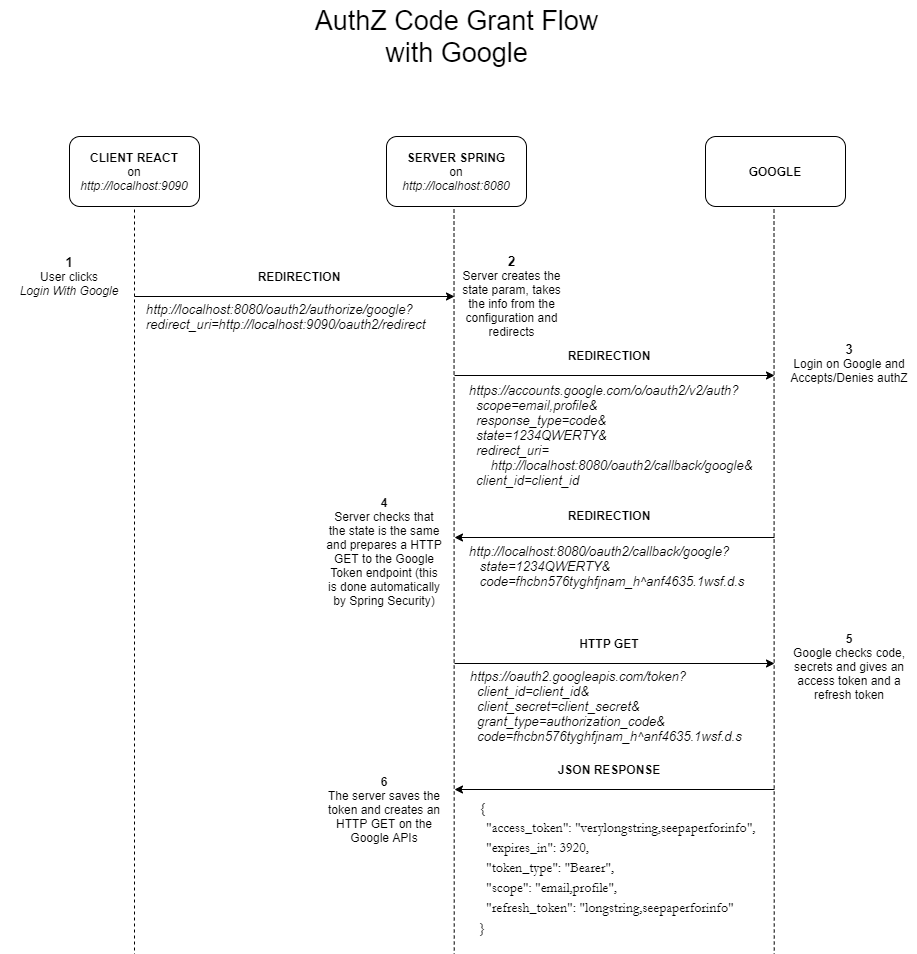 AuthZ Code Grant Flow
with Google
CLIENT REACT
on
http://localhost:9090
SERVER SPRING
on
http://localhost:8080
GOOGLE
1
User clicks
Login With Google
REDIRECTION
http://localhost:8080/oauth2/authorize/google?
redirect_uri=http://localhost:9090/oauth2/redirect
2
Server creates the
state param, takes
the info from the
configuration and
redirects
REDIRECTION
https://accounts.google.com/o/oauth2/v2/auth?
scope=email,profile&
response_type=code&
state=1234QWERTY&
redirect_uri=
http://localhost:8080/oauth2/callback/google&
client_id=client_id
3
Login on Google and
Accepts/Denies authZ
REDIRECTION
http://localhost:8080/oauth2/callback/google?
state=1234QWERTY&
code=fhcbn576tyghfjnam_h^anf4635.1wsf.d.s
4
Server checks that
the state is the same
and prepares a HTTP
GET to the Google
Token endpoint (this
is done automatically
by Spring Security)
HTTP GET
https://oauth2.googleapis.com/token?
client_id=client_id&
client_secret=client_secret&
grant_type=authorization_code&
code=fhcbn576tyghfjnam_h^anf4635.1wsf.d.s
5
Google checks code,
secrets and gives an
access token and a
refresh token
JSON RESPONSE
{
"access_token": "verylongstring,seepaperforinfo",
"expires_in": 3920,
"token_type": "Bearer",
"scope": "email,profile",
"refresh_token": "longstring,seepaperforinfo"
}
6
The server saves the
token and creates an
HTTP GET on the
Google APIs